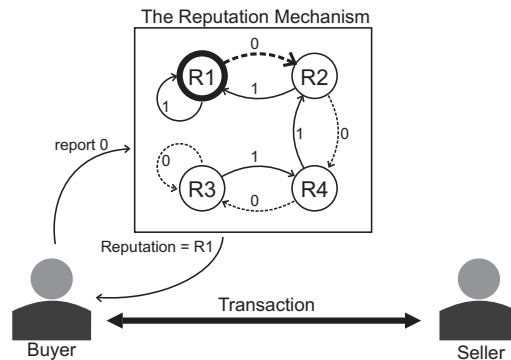 The Reputation Mechanism
0
R1
R2
1
1
report 0
0
1
1
0
R3
R4
0
Reputation = R1
Transaction
Buyer
Seller